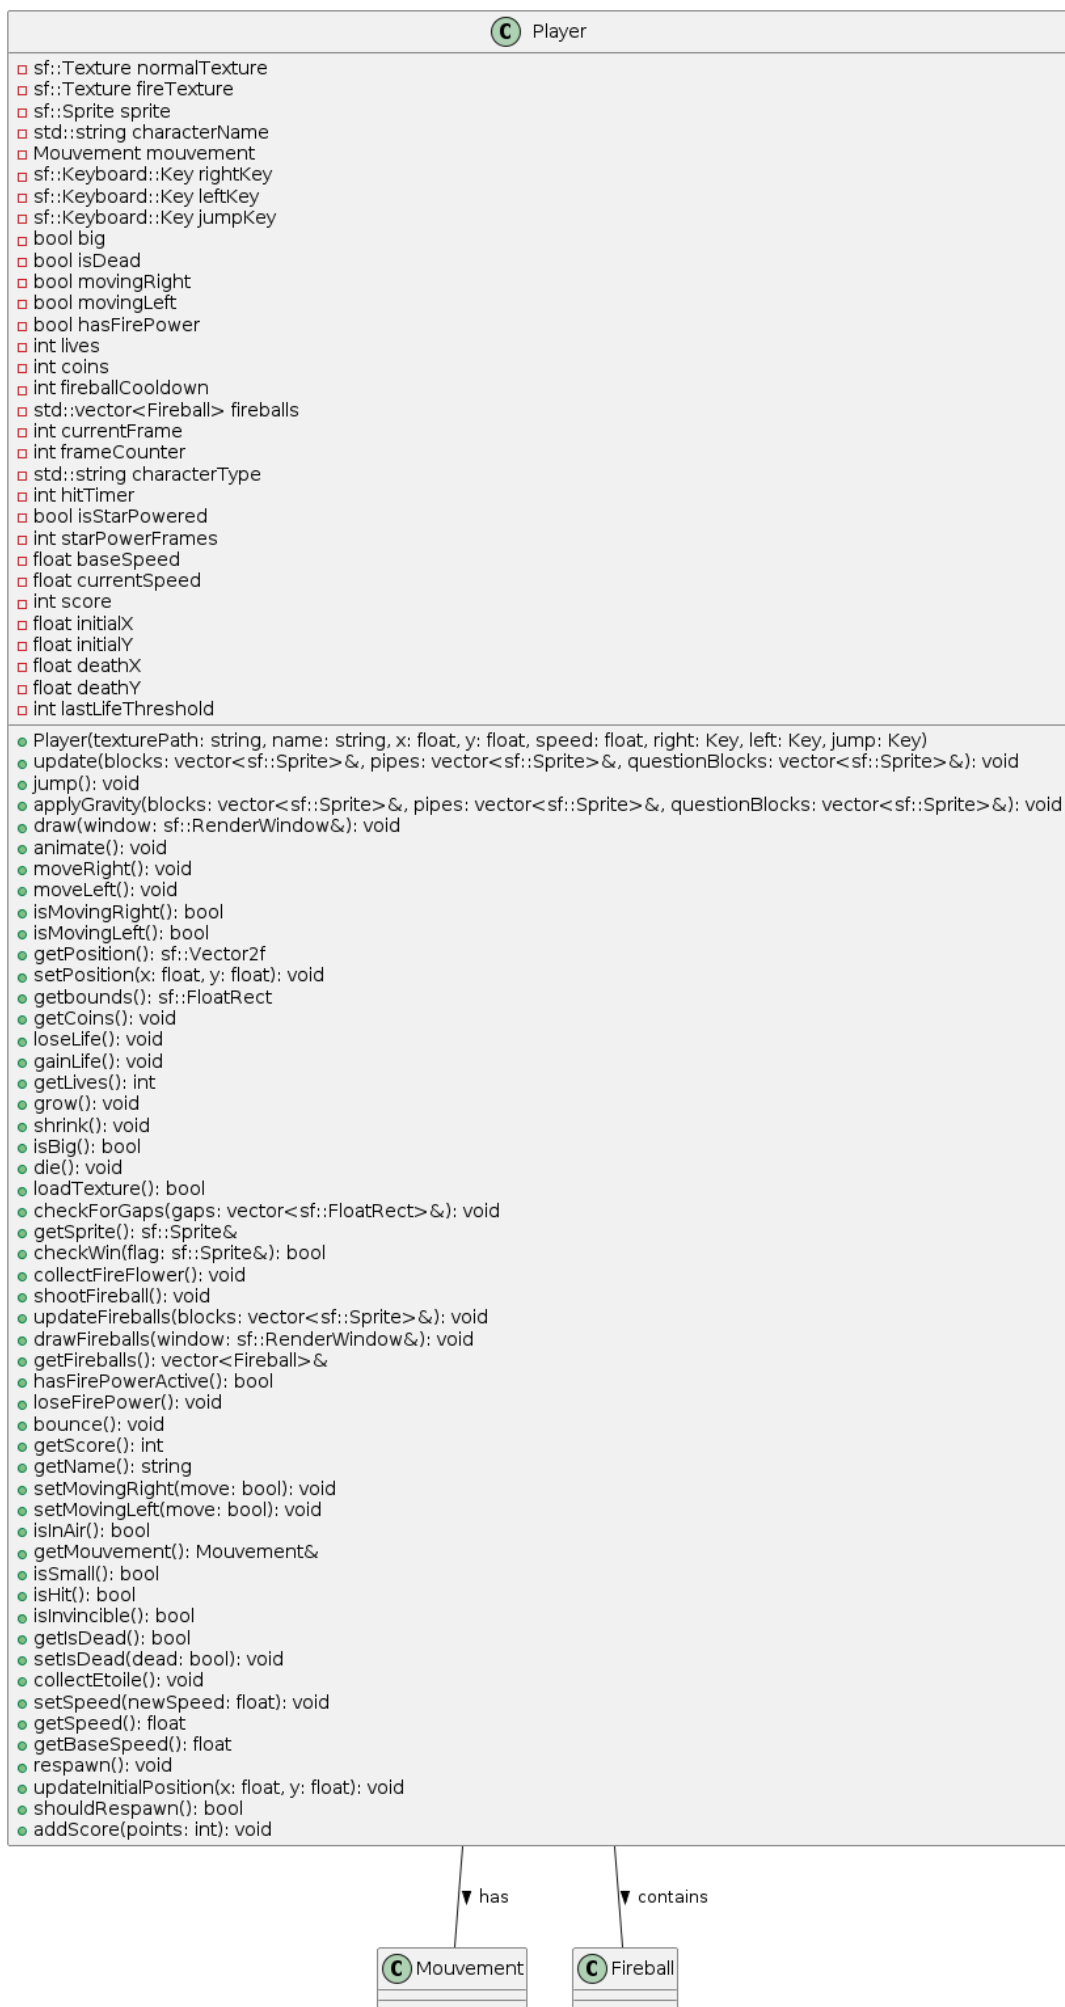 C Player
sf::Texture normalTexture
sf::Texture fireTexture
sf::Sprite sprite
std::string characterName
Mouvement mouvement
sf::Keyboard::Key rightKey
sf::Keyboard::Key leftKey
sf::Keyboard::Key jumpKey
bool big
bool isDead
bool movingRight
bool movingLeft
bool hasFirePower
int lives
int coins
int fireballCooldown
std::vector<Fireball> fireballs
int currentFrame
int frameCounter
std::string characterType
int hitTimer
bool isStarPowered
int starPowerFrames
float baseSpeed
float currentSpeed
int score
float initialX
float initialY
float deathX
float deathY
int lastLifeThreshold
Player(texturePath: string, name: string, x: float, y: float, speed: float, right: Key, left: Key, jump: Key)
update(blocks: vector<sf::Sprite>&, pipes: vector<sf::Sprite>&, questionBlocks: vector<sf::Sprite>&): void
jump(): void
applyGravity(blocks: vector<sf::Sprite>&, pipes: vector<sf::Sprite>&, questionBlocks: vector<sf::Sprite>&): void
draw(window: sf::RenderWindow&): void
animate(): void
moveRight(): void
moveLeft(): void
isMovingRight(): bool
isMovingLeft(): bool
getPosition(): sf::Vector2f
setPosition(x: float, y: float): void
getbounds(): sf::FloatRect
getCoins(): void
loseLife(): void
gainLife(): void
getLives(): int
grow(): void
shrink(): void
isBig(): bool
die(): void
loadTexture(): bool
checkForGaps(gaps: vector<sf::FloatRect>&): void
getSprite(): sf::Sprite&
checkWin(flag: sf::Sprite&): bool
collectFireFlower(): void
shootFireball(): void
updateFireballs(blocks: vector<sf::Sprite>&): void
drawFireballs(window: sf::RenderWindow&): void
getFireballs(): vector<Fireball>&
hasFirePowerActive(): bool
loseFirePower(): void
bounce(): void
getScore(): int
getName(): string
setMovingRight(move: bool): void
setMovingLeft(move: bool): void
isInAir(): bool
getMouvement(): Mouvement&
isSmall(): bool
isHit(): bool
isInvincible(): bool
getIsDead(): bool
setIsDead(dead: bool): void
collectEtoile(): void
setSpeed(newSpeed: float): void
getSpeed(): float
getBaseSpeed(): float
respawn(): void
updateInitialPosition(x: float, y: float): void
shouldRespawn(): bool
addScore(points: int): void
has
contains
C Mouvement
C Fireball